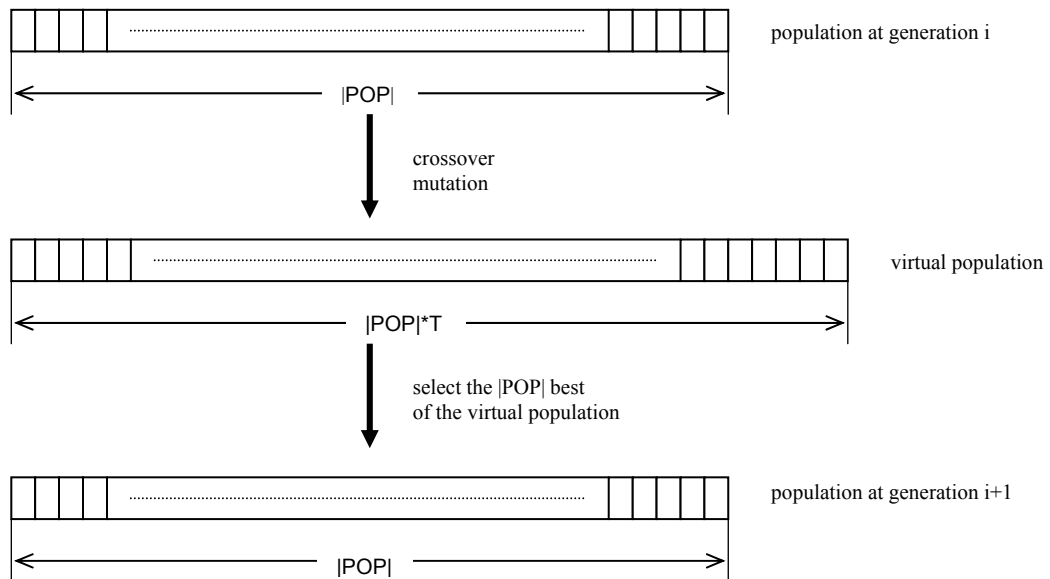 population at generation i
|POP|
crossover
mutation
virtual population
|POP|*T
select the |POP| best
of the virtual population
population at generation i+1
|POP|